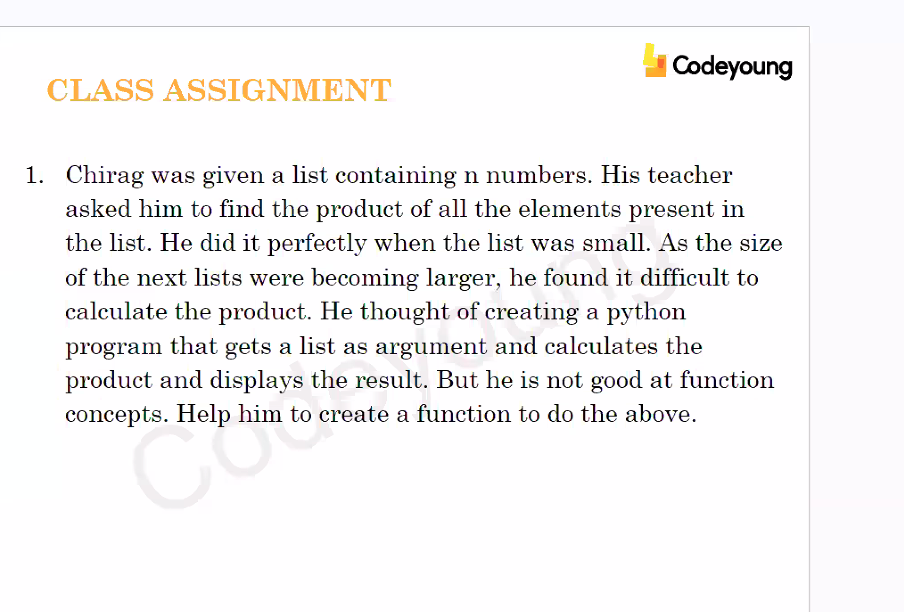 Codeyoung
CLASS ASSIGNMENT
1. Chirag was given a list containing n numbers. His teacher
asked him to find the product of all the elements present in
the list. He did it perfectly when the list was small. As the size
of the next lists were becoming larger, he found it difficult to
calculate the product. He thought of creating a python
program that gets a list as argument and calculates the
product and displays the result. But he is not good at function
concepts. Help him to create a function to do the above.
Codeyoung